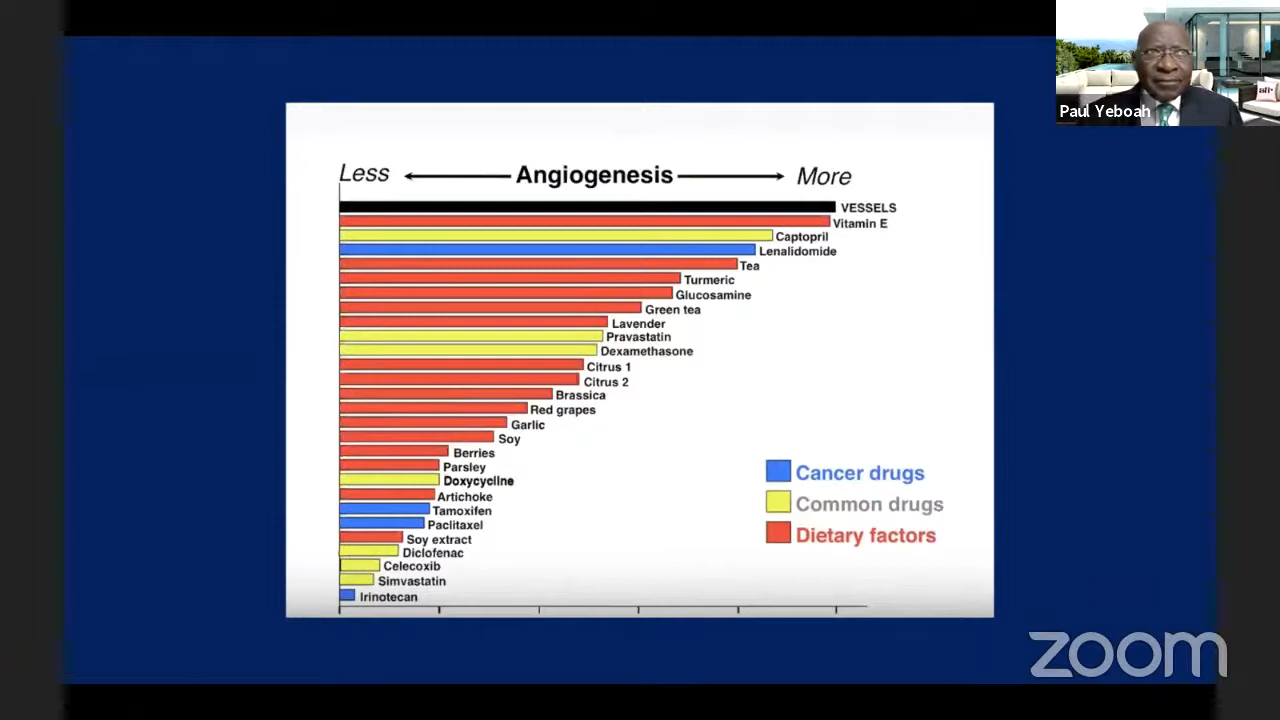 Less Angiogenesis More
VESSELS
Vitamin E
Captopril
Lenalidomide
Tea
Turmeric
Glucosamine
Green tea
Lavender
Pravastatin
Dexamethasone
Citrus 1
Citrus 2
Brassica
Red grapes
Garlic
Soy
Berries
Parsley
Doxycycline
Artichoke
Tamoxifen
Paclitaxel
Soy extract
Diclofenac
Celecoxib
Simvastatin
Irinotecan
Cancer drugs
Common drugs
Dietary factors
Paul Yeboah
zoom